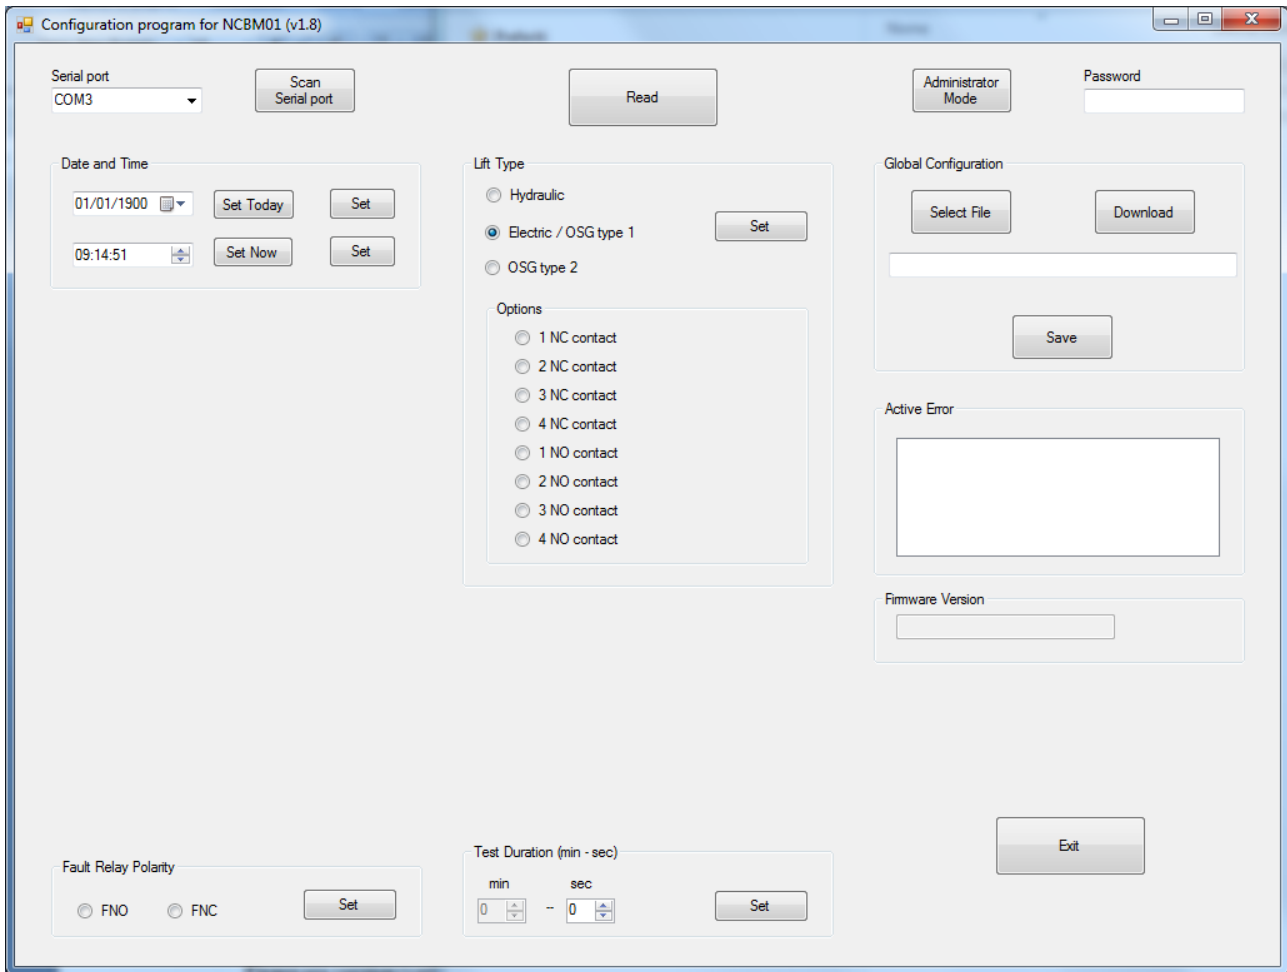 Configuration program for NCBM01 (v1.8)
Serial port
COM3
Scan
Serial port
Read
Administrator
Mode
Password
Date and Time
01/01/1900
Set Today
Set
09:14:51
Set Now
Set
Lift Type
Hydraulic
Electric / OSG type 1
Set
OSG type 2
Options
1 NC contact
2 NC contact
3 NC contact
4 NC contact
1 NO contact
2 NO contact
3 NO contact
4 NO contact
Global Configuration
Select File
Download
Save
Active Error
Firmware Version
Exit
Fault Relay Polarity
FNO
FNC
Set
Test Duration (min - sec)
min
sec
0
--
0
Set